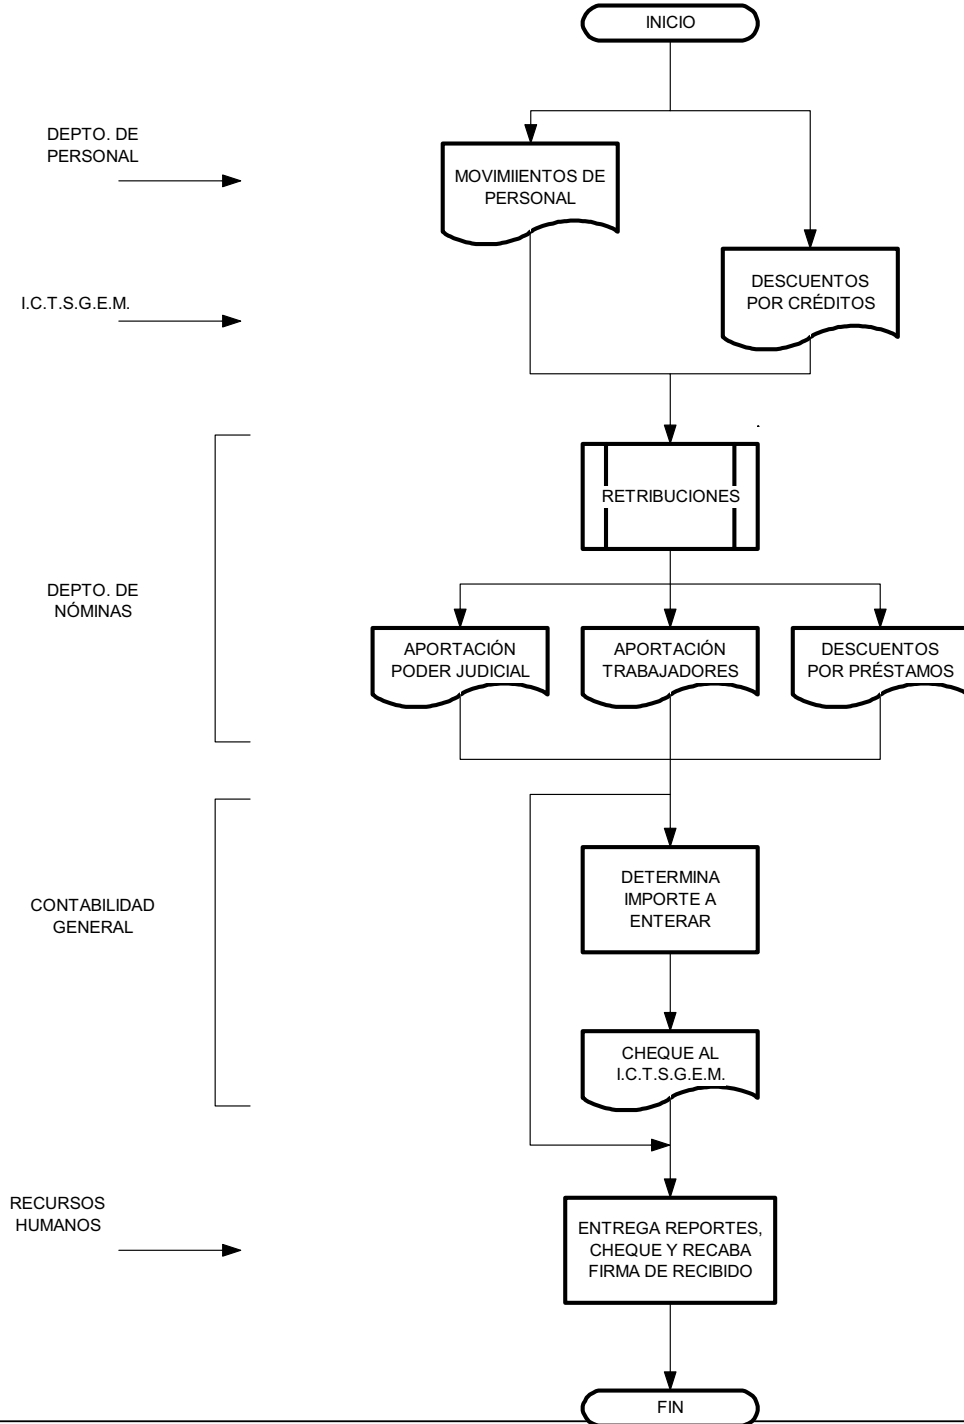 INICIO
DEPTO. DE
PERSONAL
MOVIMIIENTOS DE
PERSONAL
I.C.T.S.G.E.M.
DESCUENTOS
POR CRÉDITOS
RETRIBUCIONES
DEPTO. DE
NÓMINAS
APORTACIÓN
PODER JUDICIAL
APORTACIÓN
TRABAJADORES
DESCUENTOS
POR PRÉSTAMOS
CONTABILIDAD
GENERAL
DETERMINA
IMPORTE A
ENTERAR
CHEQUE AL
I.C.T.S.G.E.M.
RECURSOS
HUMANOS
ENTREGA REPORTES,
CHEQUE Y RECABA
FIRMA DE RECIBIDO
FIN